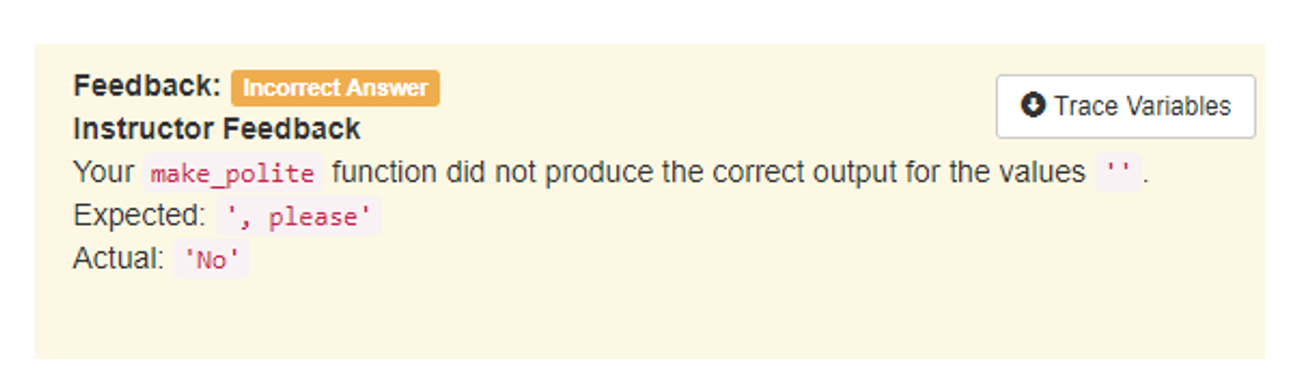 Feedback: Incorrect Answer
Trace Variables
Instructor Feedback
Your make_polite function did not produce the correct output for the values ''.
Expected: ', please'
Actual: 'No'